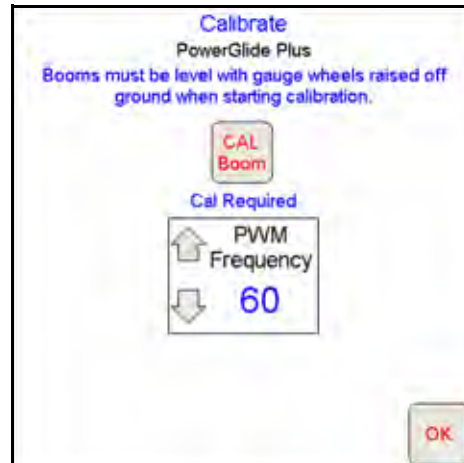 Calibrate
PowerGlide Plus
Booms must be level with gauge wheels raised off
ground when starting calibration.
CAL
Boom
Cal Required
PWM
Frequency
60
OK